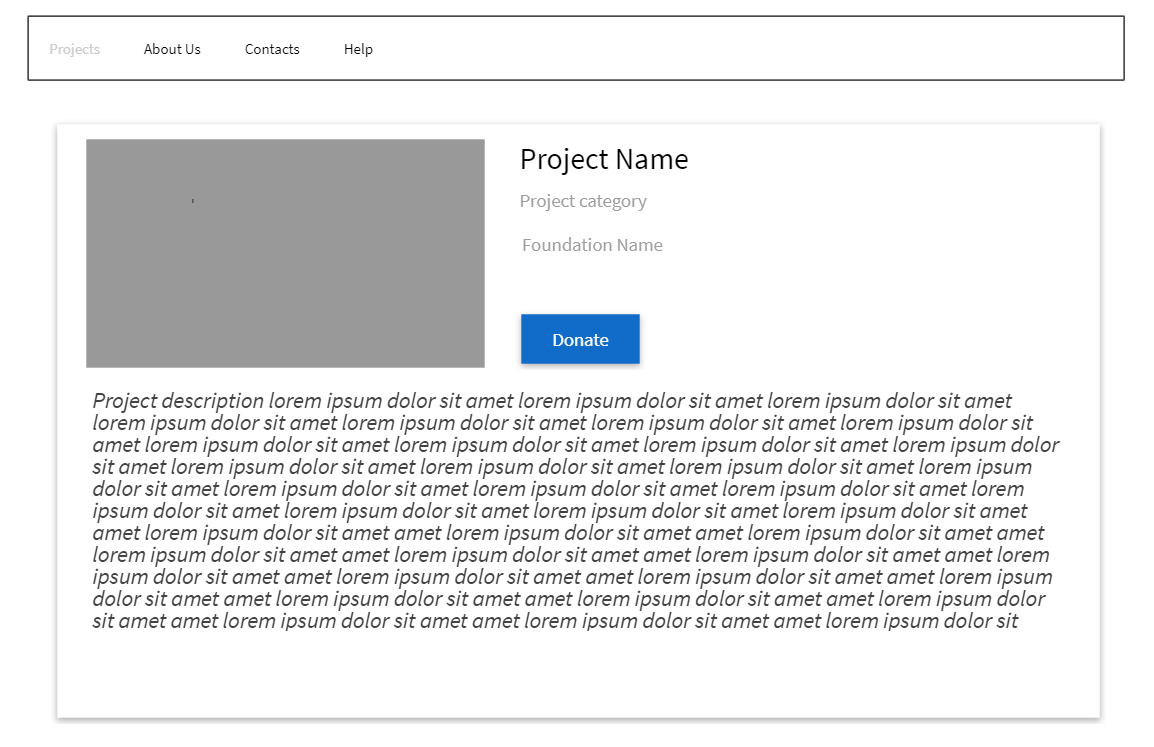 Projects About Us Contacts Help
Project Name
Project category
Foundation Name
Donate
Project description lorem ipsum dolor sit amet lorem ipsum dolor sit amet lorem ipsum dolor sit amet
lorem ipsum dolor sit amet lorem ipsum dolor sit amet lorem ipsum dolor sit amet lorem ipsum dolor sit
amet lorem ipsum dolor sit amet lorem ipsum dolor sit amet lorem ipsum dolor sit amet lorem ipsum dolor
sit amet lorem ipsum dolor sit amet lorem ipsum dolor sit amet lorem ipsum dolor sit amet lorem ipsum
dolor sit amet lorem ipsum dolor sit amet lorem ipsum dolor sit amet lorem ipsum dolor sit amet lorem
ipsum dolor sit amet lorem ipsum dolor sit amet lorem ipsum dolor sit amet lorem ipsum dolor sit amet
amet lorem ipsum dolor sit amet amet lorem ipsum dolor sit amet amet lorem ipsum dolor sit amet amet
lorem ipsum dolor sit amet amet lorem ipsum dolor sit amet amet lorem ipsum dolor sit amet amet lorem
ipsum dolor sit amet amet lorem ipsum dolor sit amet amet lorem ipsum dolor sit amet amet lorem ipsum
dolor sit amet amet lorem ipsum dolor sit amet amet lorem ipsum dolor sit amet amet lorem ipsum dolor
sit amet amet lorem ipsum dolor sit amet amet lorem ipsum dolor sit amet amet lorem ipsum dolor sit